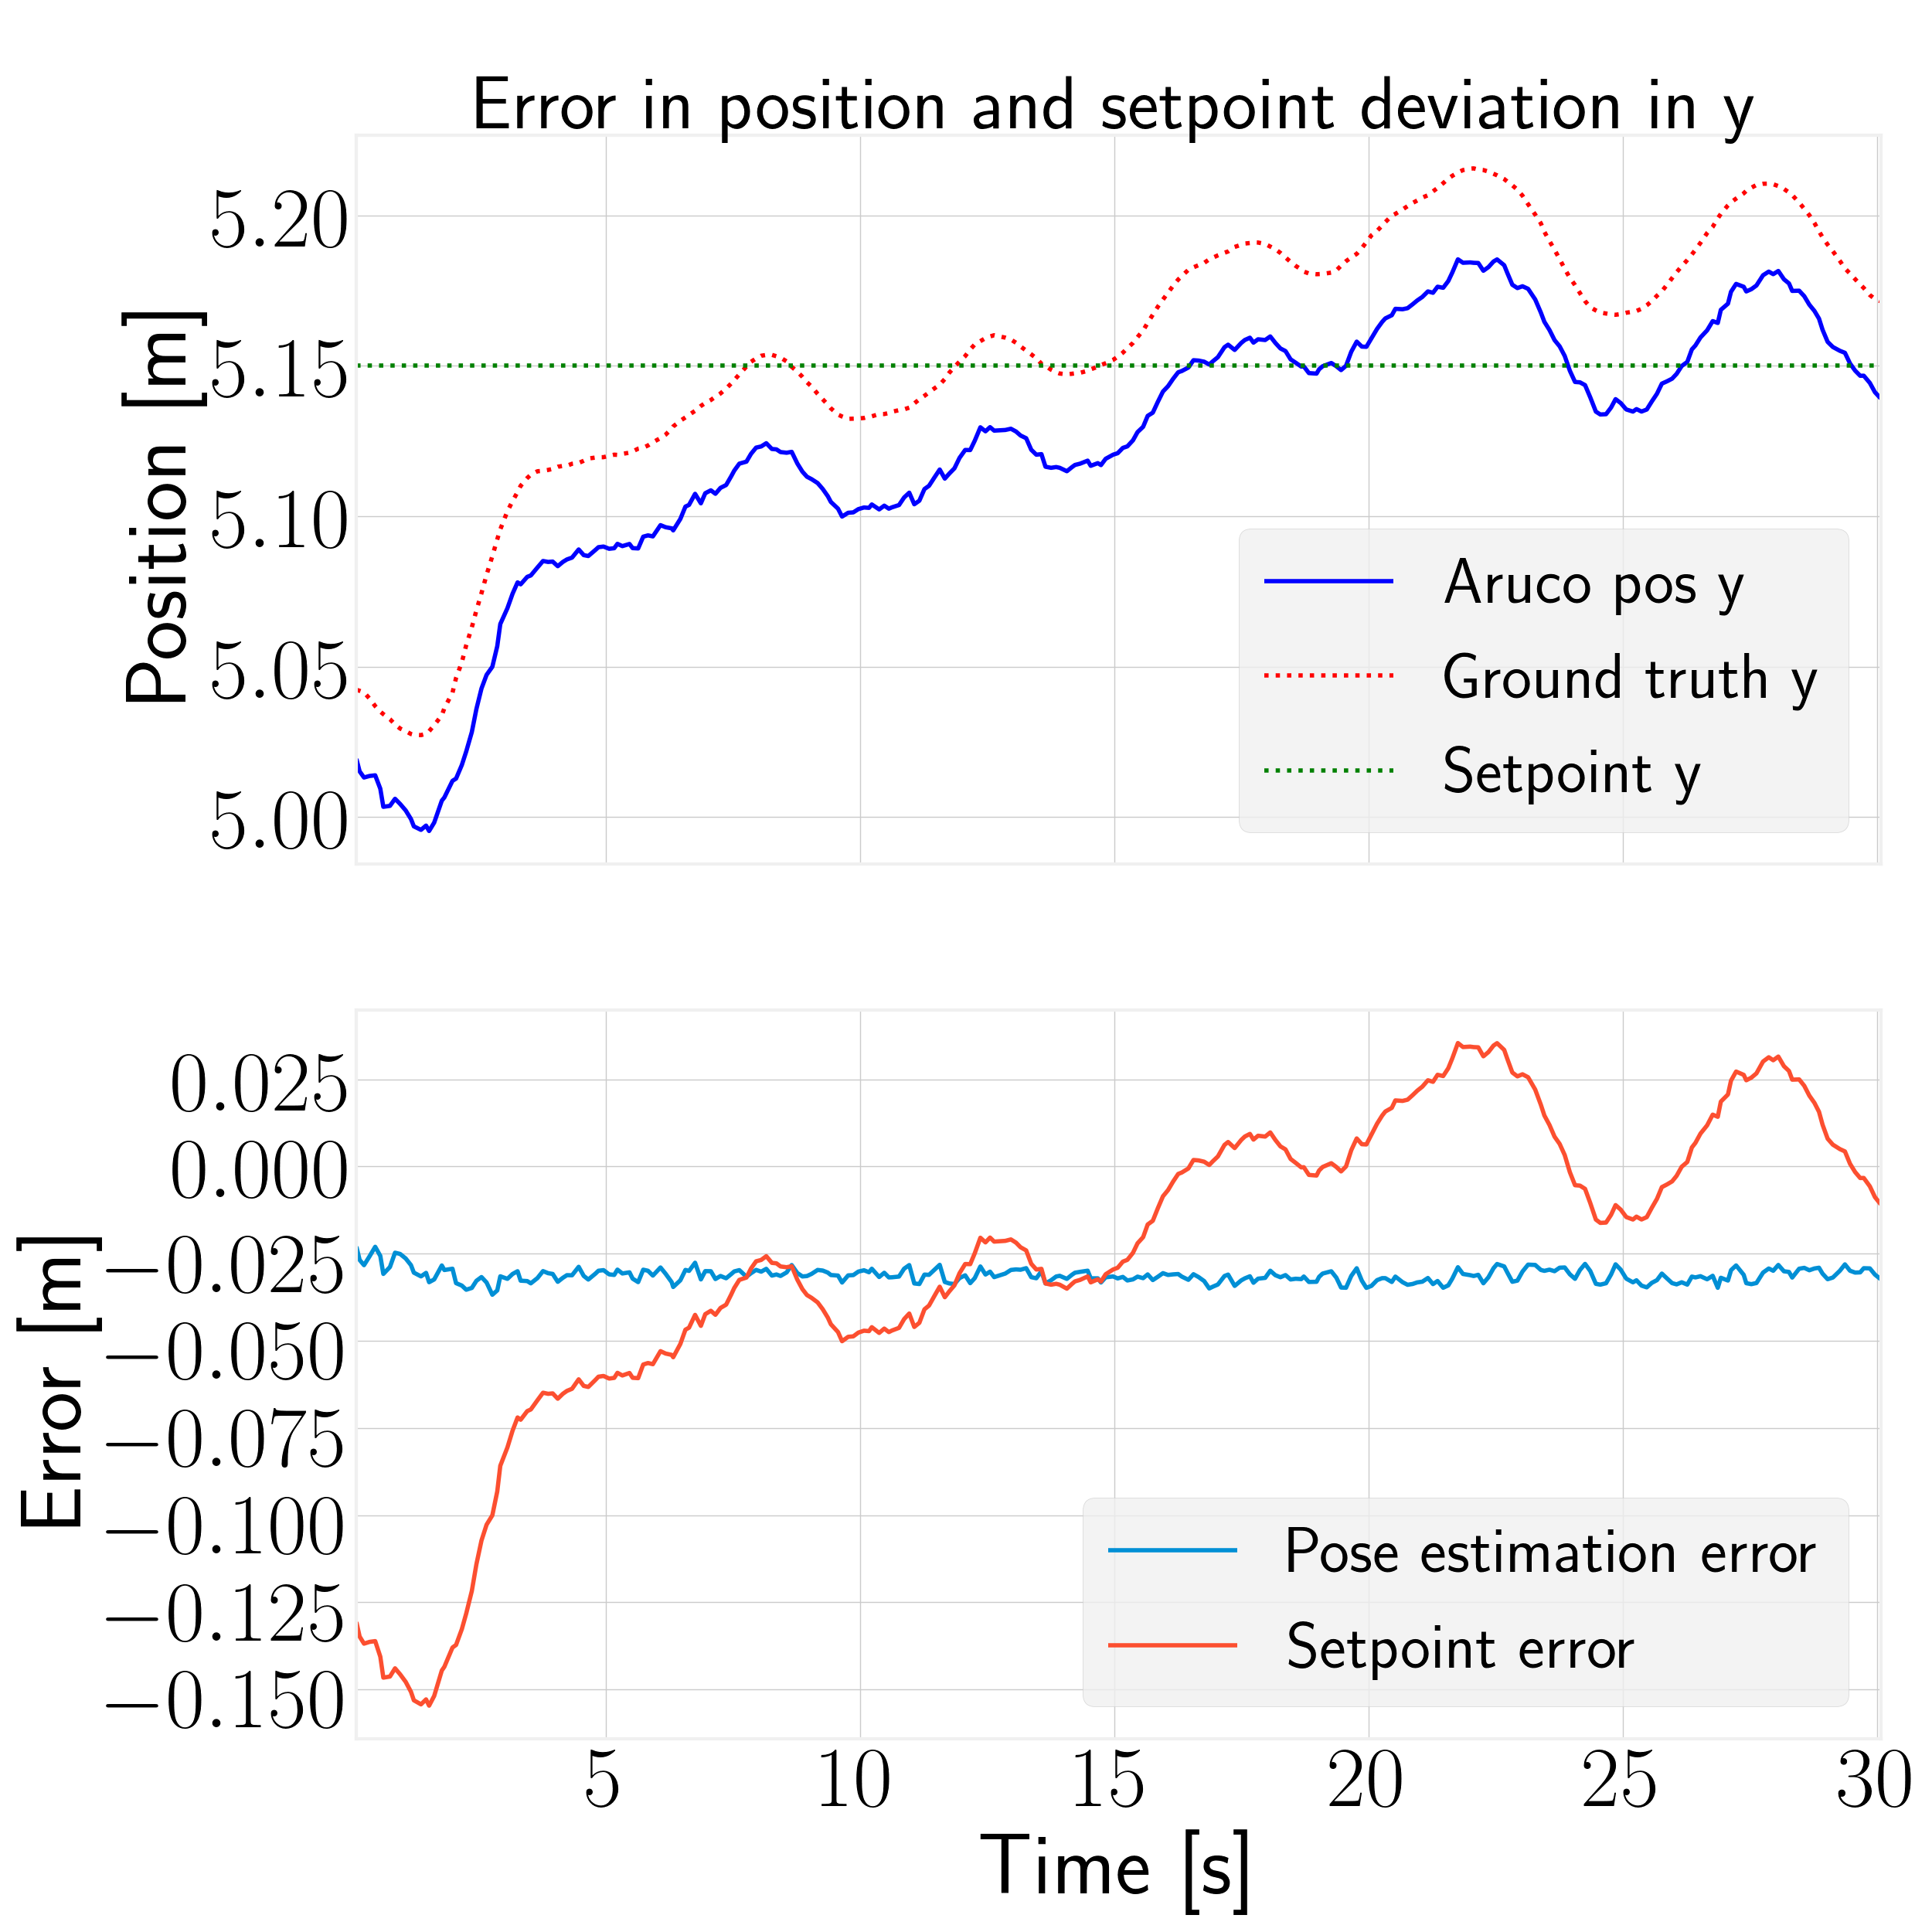 Error in position and setpoint deviation in y
Position [m]
5.20
5.15
5.10
5.05
5.00
Aruco pos y
Ground truth y
Setpoint y
Error [m]
0.025
0.000
−0.025
−0.050
−0.075
−0.100
−0.125
−0.150
Pose estimation error
Setpoint error
5 10 15 20 25 30
Time [s]